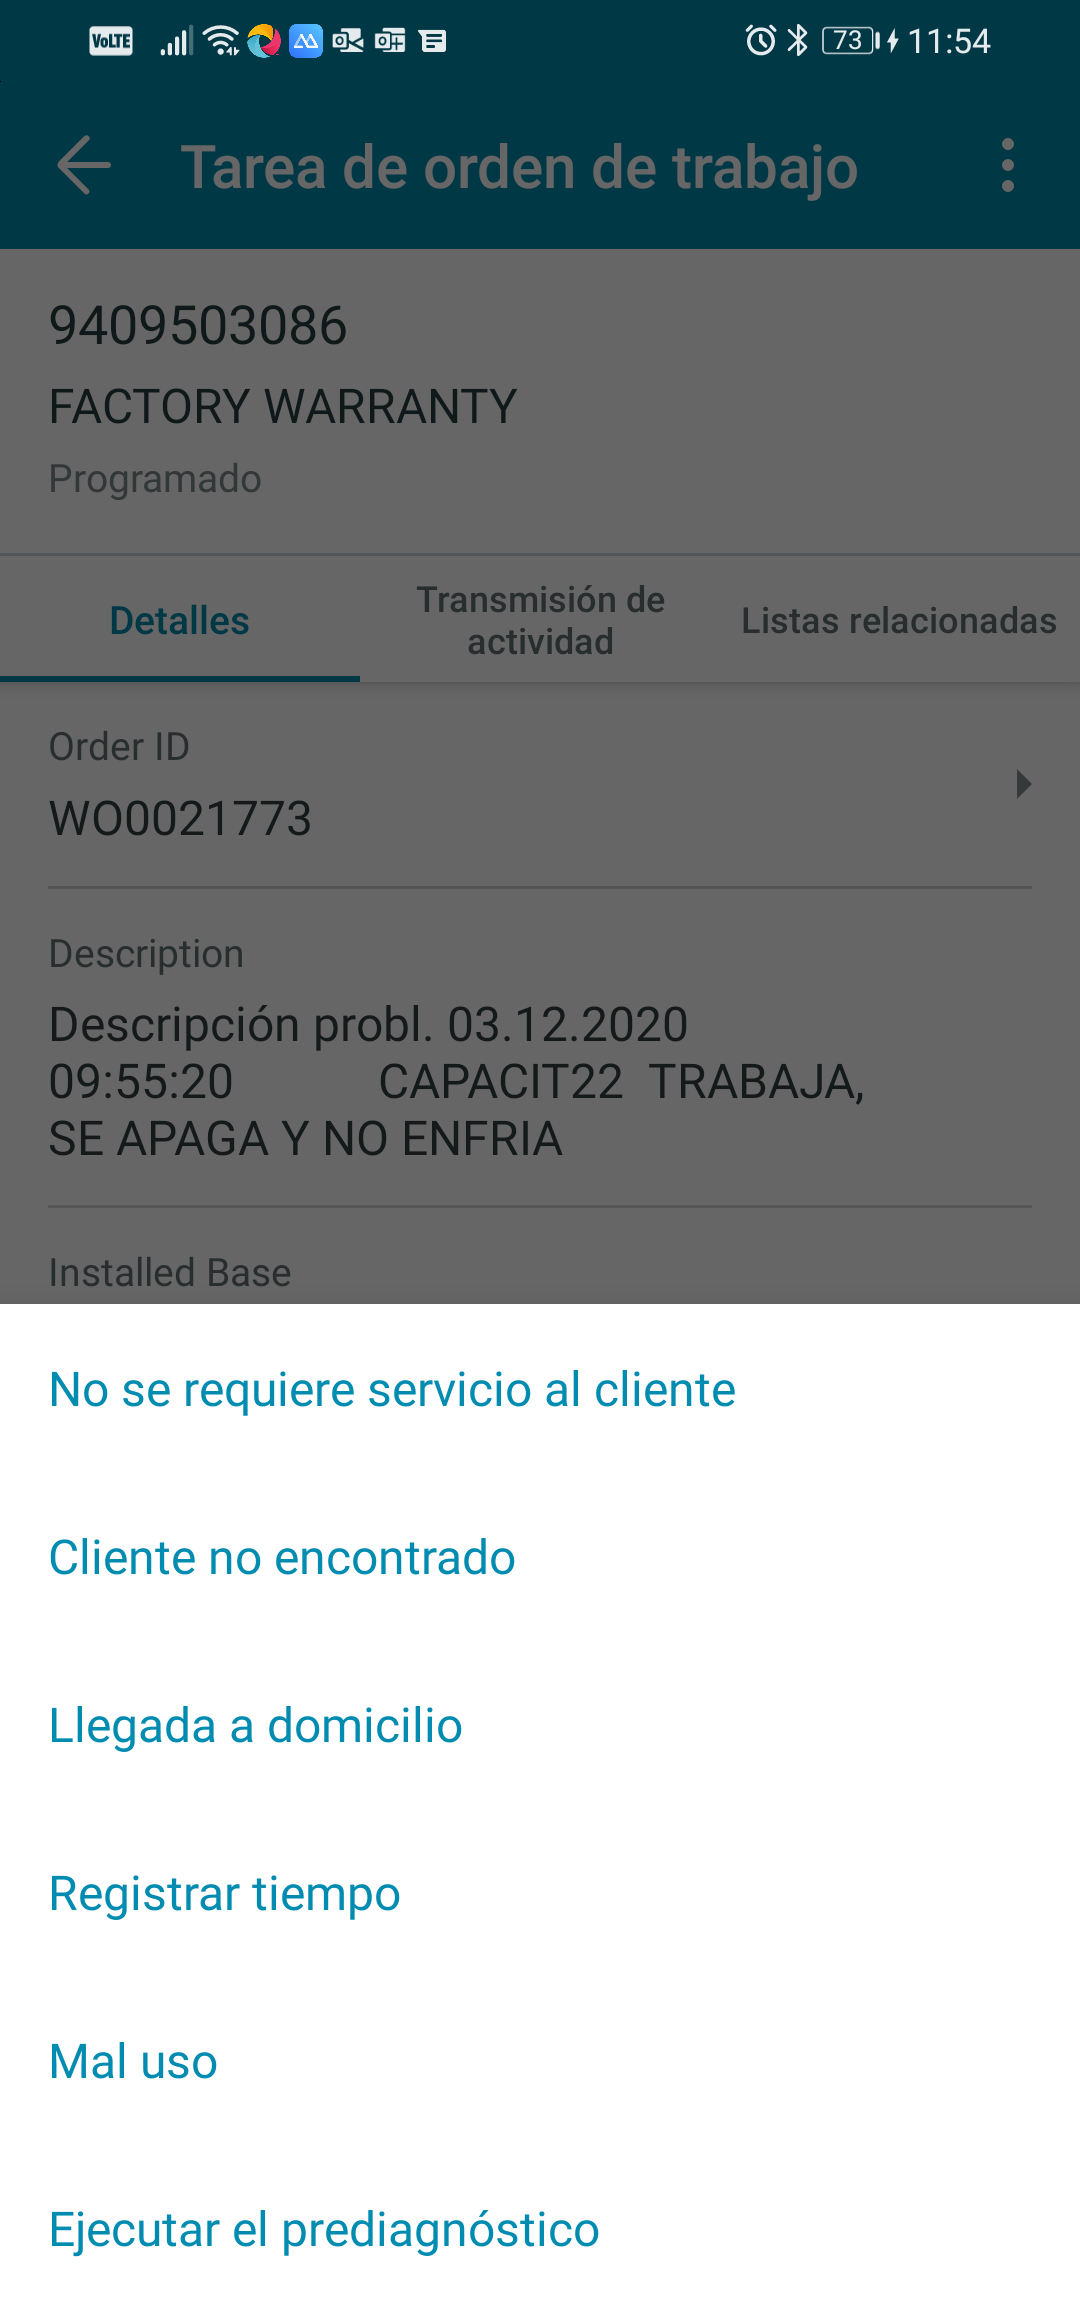 VoLTE 73 11:54
Tarea de orden de trabajo
9409503086
FACTORY WARRANTY
Programado
Detalles
Transmisión de
actividad
Listas relacionadas
Order ID
WO0021773
Description
Descripción probl. 03.12.2020
09:55:20 CAPACIT22 TRABAJA,
SE APAGA Y NO ENFRIA
Installed Base
No se requiere servicio al cliente
Cliente no encontrado
Llegada a domicilio
Registrar tiempo
Mal uso
Ejecutar el prediagnóstico